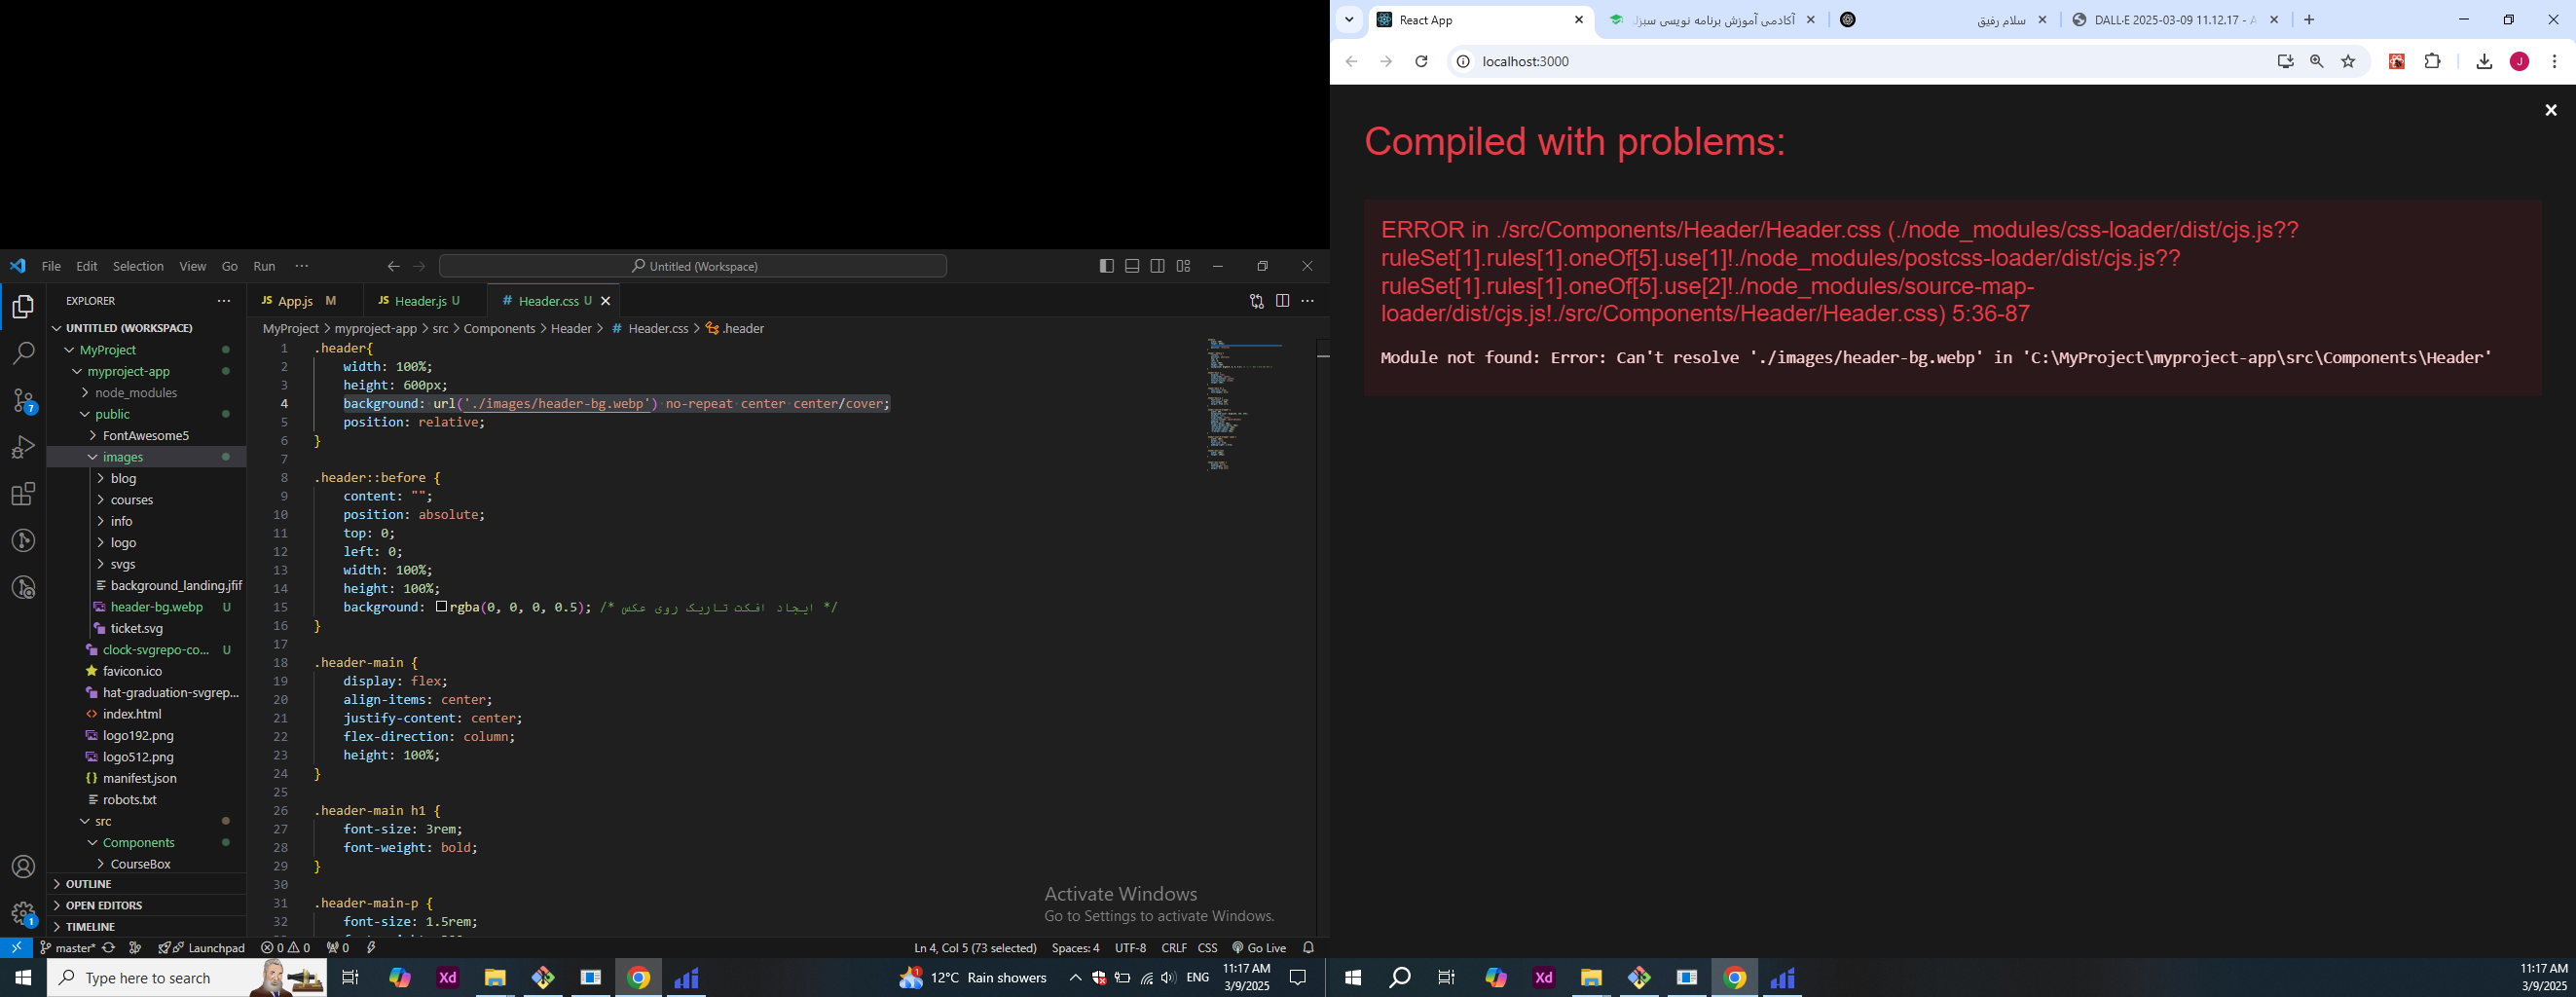 File Edit Selection View Go Run ···
Untitled (Workspace)
EXPLORER
UNTITLED (WORKSPACE)
MyProject
myproject-app
node_modules
public
FontAwesome5
images
blog
courses
info
logo
svgs
background_landing.jfif
header-bg.webp U
ticket.svg
clock-svgrepo-co... U
favicon.ico
hat-graduation-svgrep...
index.html
logo192.png
logo512.png
manifest.json
robots.txt
src
Components
CourseBox
OUTLINE
OPEN EDITORS
TIMELINE
JS App.js M
JS Header.js U
# Header.css U
MyProject > myproject-app > src > Components > Header > # Header.css > .header
1 .header{
2 width: 100%;
3 height: 600px;
4 background: url('./images/header-bg.webp') no-repeat center center/cover;
5 position: relative;
6 }
7
8 .header::before {
9 content: "";
10 position: absolute;
11 top: 0;
12 left: 0;
13 width: 100%;
14 height: 100%;
15 background: rgba(0, 0, 0, 0.5); /* ایجاد افکت تاریک روی عکس */
16 }
17
18 .header-main {
19 display: flex;
20 align-items: center;
21 justify-content: center;
22 flex-direction: column;
23 height: 100%;
24 }
25
26 .header-main h1 {
27 font-size: 3rem;
28 font-weight: bold;
29 }
30
31 .header-main-p {
32 font-size: 1.5rem;
Activate Windows
Go to Settings to activate Windows.
7
1
master* Launchpad 0 0 0
Ln 4, Col 5 (73 selected) Spaces: 4 UTF-8 CRLF CSS Go Live
Type here to search
Xd
1
12°C Rain showers
ENG
11:17 AM
3/9/2025
React App
آکادمی آموزش برنامه نویسی سبز
سلام رفیق
DALL·E 2025-03-09 11.12.17 - A
localhost:3000
J
Compiled with problems:
ERROR in ./src/Components/Header/Header.css (./node_modules/css-loader/dist/cjs.js??
ruleSet[1].rules[1].oneOf[5].use[1]!./node_modules/postcss-loader/dist/cjs.js??
ruleSet[1].rules[1].oneOf[5].use[2]!./node_modules/source-map-
loader/dist/cjs.js!./src/Components/Header/Header.css) 5:36-87
Module not found: Error: Can't resolve './images/header-bg.webp' in 'C:\MyProject\myproject-app\src\Components\Header'
Xd
11:17 AM
3/9/2025